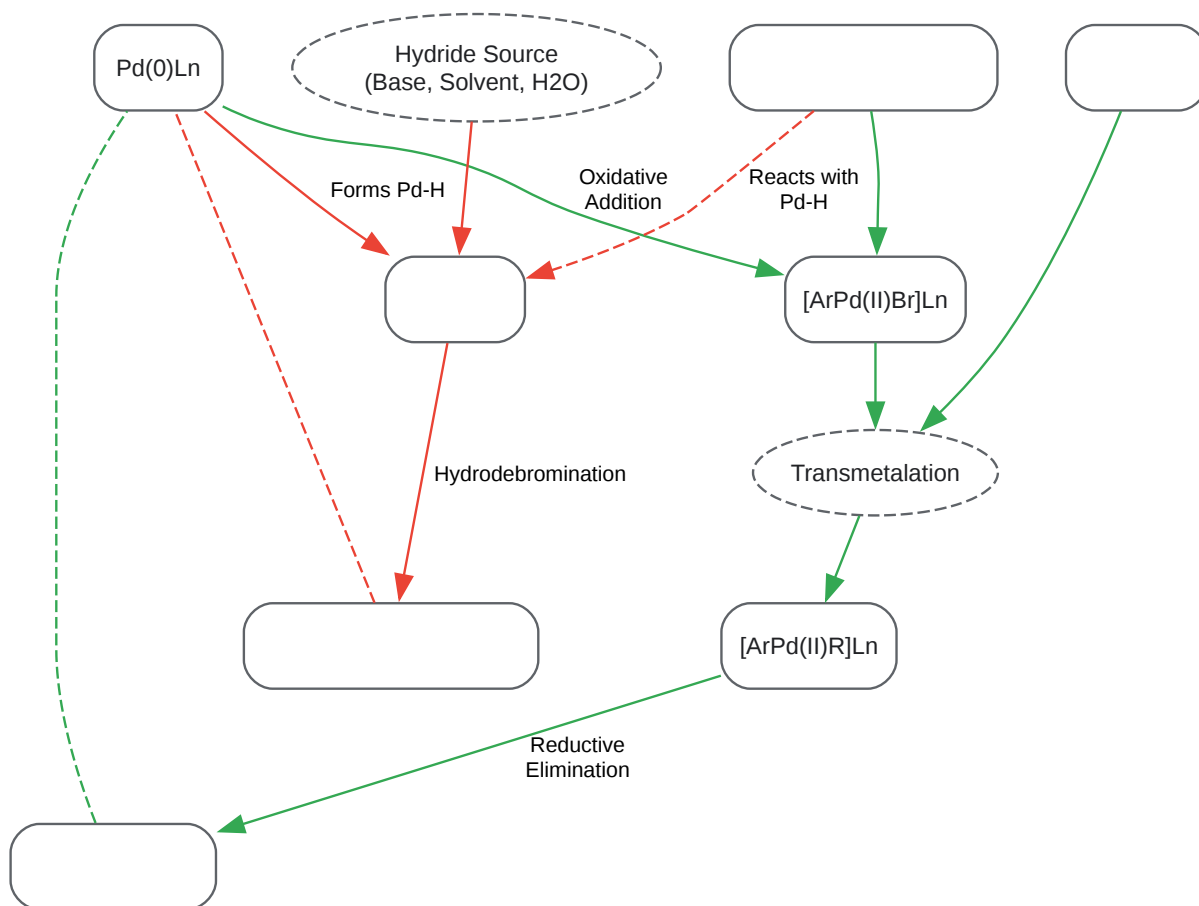 Pd(0)Ln
Hydride Source
(Base, Solvent, H2O)
Forms Pd-H
Oxidative
Addition
Reacts with
Pd-H
[ArPd(II)Br]Ln
Transmetalation
Hydrodebromination
[ArPd(II)R]Ln
Reductive
Elimination